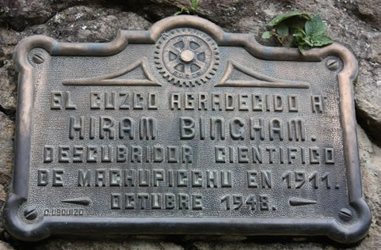 EL CUZCO AGRADECIDO A
HIRAM BINGHAM.
DESCUBRIDOR CIENTIFICO
DE MACHUPICCHU EN 1911.
OCTUBRE 1948.